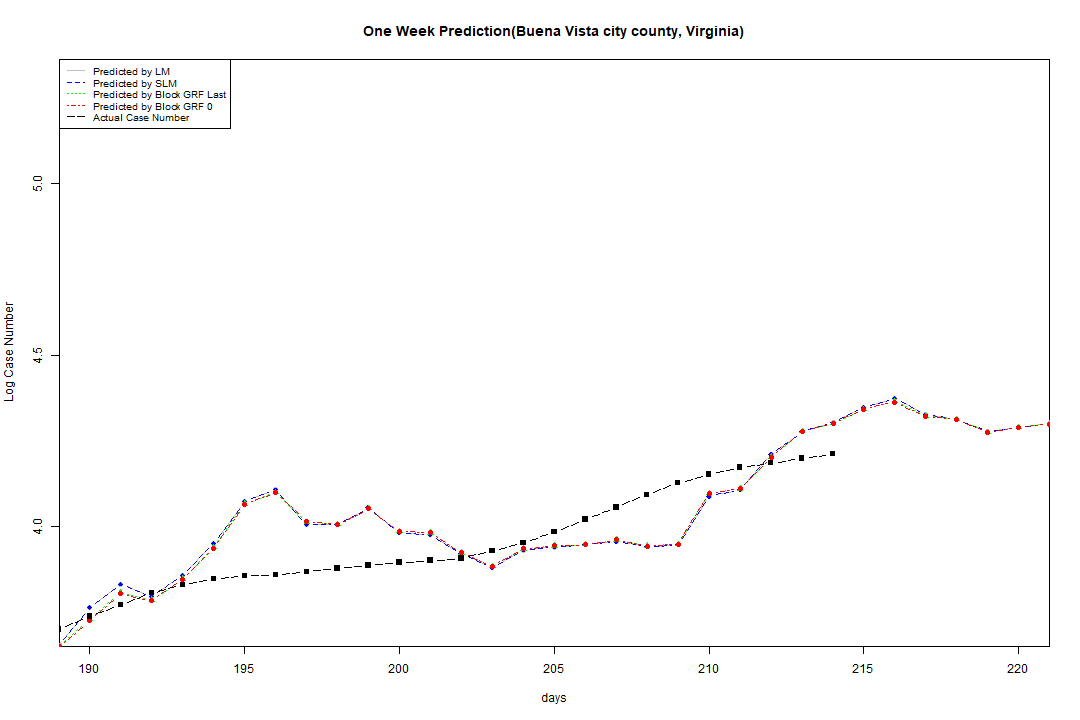 One Week Prediction(Buena Vista city county, Virginia)
Predicted by LM
Predicted by SLM
Predicted by Block GRF Last
Predicted by Block GRF 0
Actual Case Number
Log Case Number
5.0
4.5
4.0
190 195 200 205 210 215 220
days